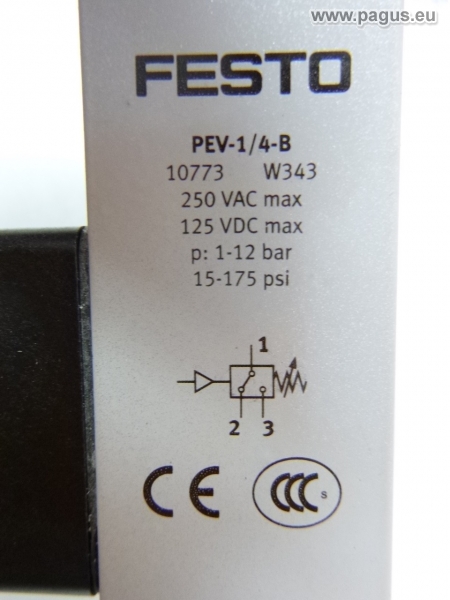 www.pagus.eu
FESTO
PEV-1/4-B
10773 W343
250 VAC max
125 VDC max
p: 1-12 bar
15-175 psi
1
2 3
CE
CCC S